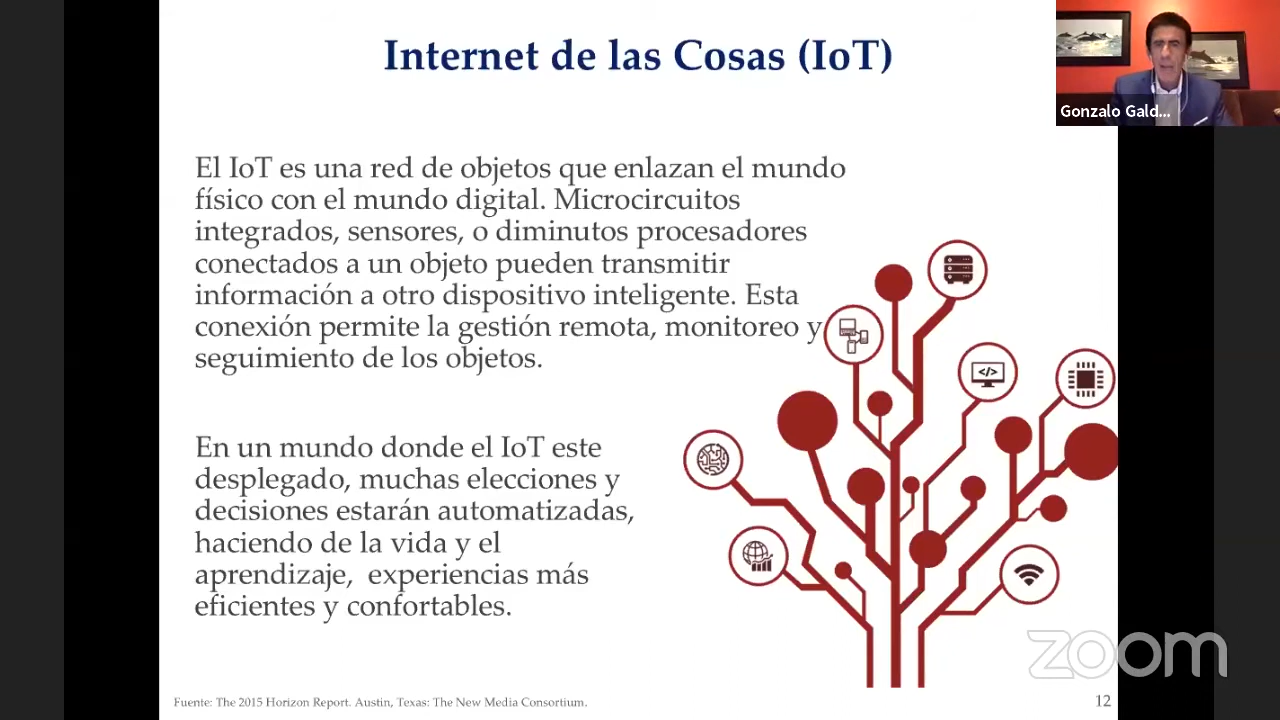 Internet de las Cosas (IoT)
Gonzalo Gald...
El IoT es una red de objetos que enlazan el mundo
físico con el mundo digital. Microcircuitos
integrados, sensores, o diminutos procesadores
conectados a un objeto pueden transmitir
información a otro dispositivo inteligente. Esta
conexión permite la gestión remota, monitoreo y
seguimiento de los objetos.
</>
En un mundo donde el IoT este
desplegado, muchas elecciones y
decisiones estarán automatizadas,
haciendo de la vida y el
aprendizaje, experiencias más
eficientes y confortables.
zoom
Fuente: The 2015 Horizon Report. Austin, Texas: The New Media Consortium.
12